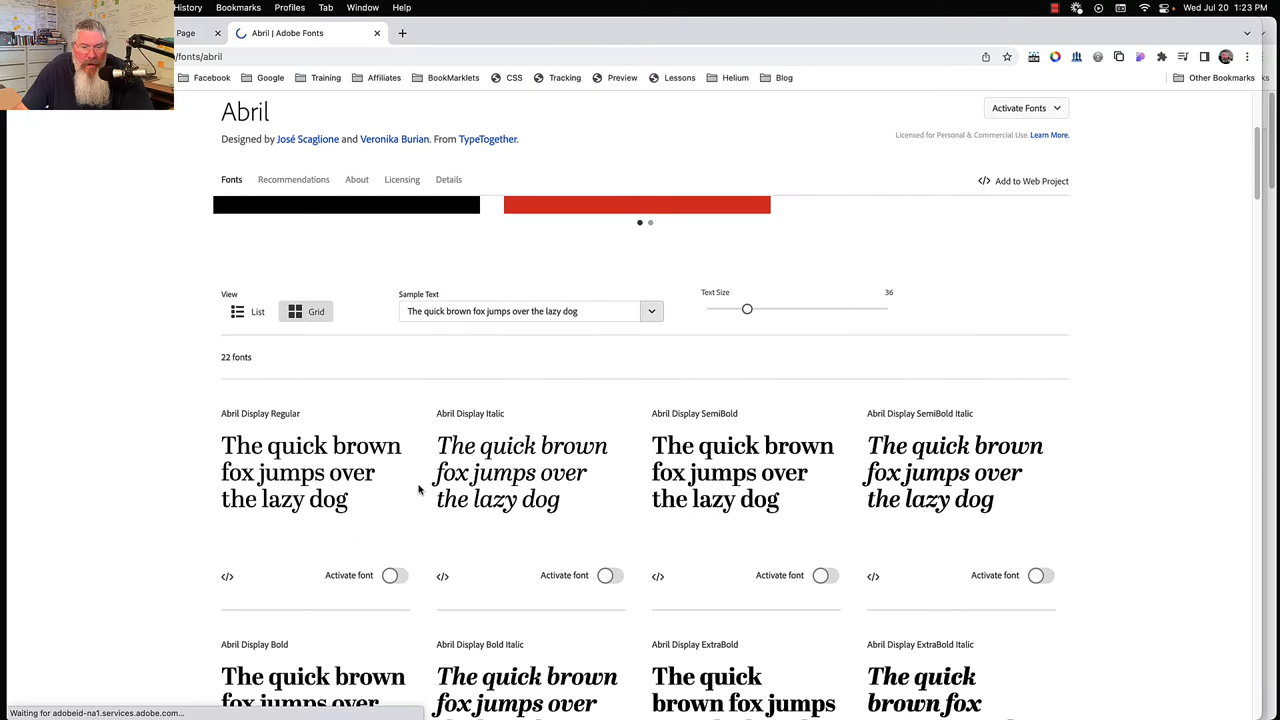 History Bookmarks Profiles Tab Window Help Wed Jul 20 1:23 PM
Page Abril | Adobe Fonts
/fonts/abril
Facebook Google Training Affiliates BookMarklets CSS Tracking Preview Lessons Helium Blog Other Bookmarks
Abril
Activate Fonts
Designed by José Scaglione and Veronika Burian. From TypeTogether.
Licensed for Personal & Commercial Use. Learn More.
Fonts Recommendations About Licensing Details
</> Add to Web Project
View
List Grid
Sample Text
The quick brown fox jumps over the lazy dog
Text Size 36
22 fonts
Abril Display Regular
The quick brown
fox jumps over
the lazy dog
</> Activate font
Abril Display Italic
The quick brown
fox jumps over
the lazy dog
</> Activate font
Abril Display SemiBold
The quick brown
fox jumps over
the lazy dog
</> Activate font
Abril Display SemiBold Italic
The quick brown
fox jumps over
the lazy dog
</> Activate font
Abril Display Bold
The quick brown
fox jumps over
Abril Display Bold Italic
The quick brown
fox jumps over
Abril Display ExtraBold
The quick
brown fox jumps
Abril Display ExtraBold Italic
The quick
brown fox
Waiting for adobeid-na1.services.adobe.com...